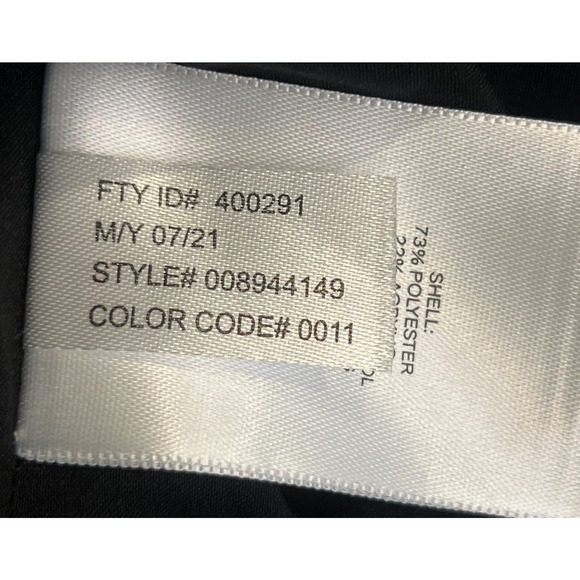 FTY ID# 400291
M/Y 07/21
STYLE# 008944149
COLOR CODE# 0011
SHELL:
73% POLYESTER